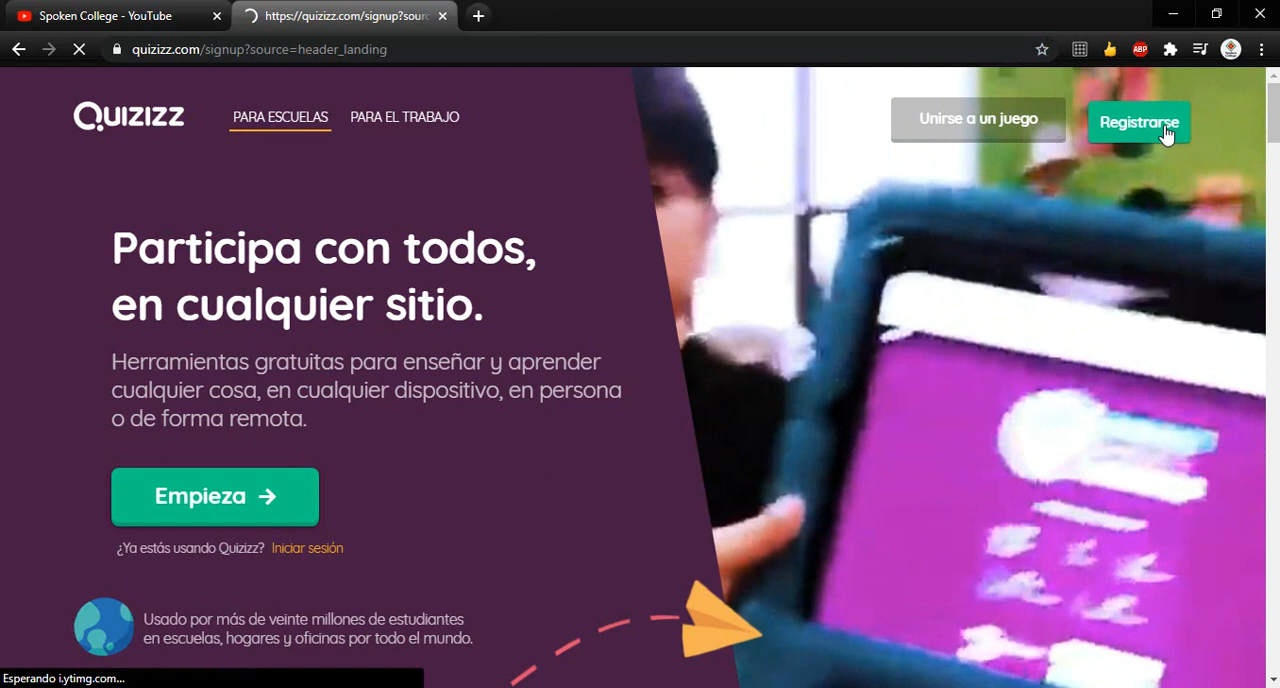 Spoken College - YouTube
https://quizizz.com/signup?sour
quizizz.com/signup?source=header_landing
ABP
QUIZIZZ
PARA ESCUELAS
PARA EL TRABAJO
Unirse a un juego
Registrarse
Participa con todos,
en cualquier sitio.
Herramientas gratuitas para enseñar y aprender
cualquier cosa, en cualquier dispositivo, en persona
o de forma remota.
Empieza →
¿Ya estás usando Quizizz? Iniciar sesión
Usado por más de veinte millones de estudiantes
en escuelas, hogares y oficinas por todo el mundo.
Esperando i.ytimg.com...